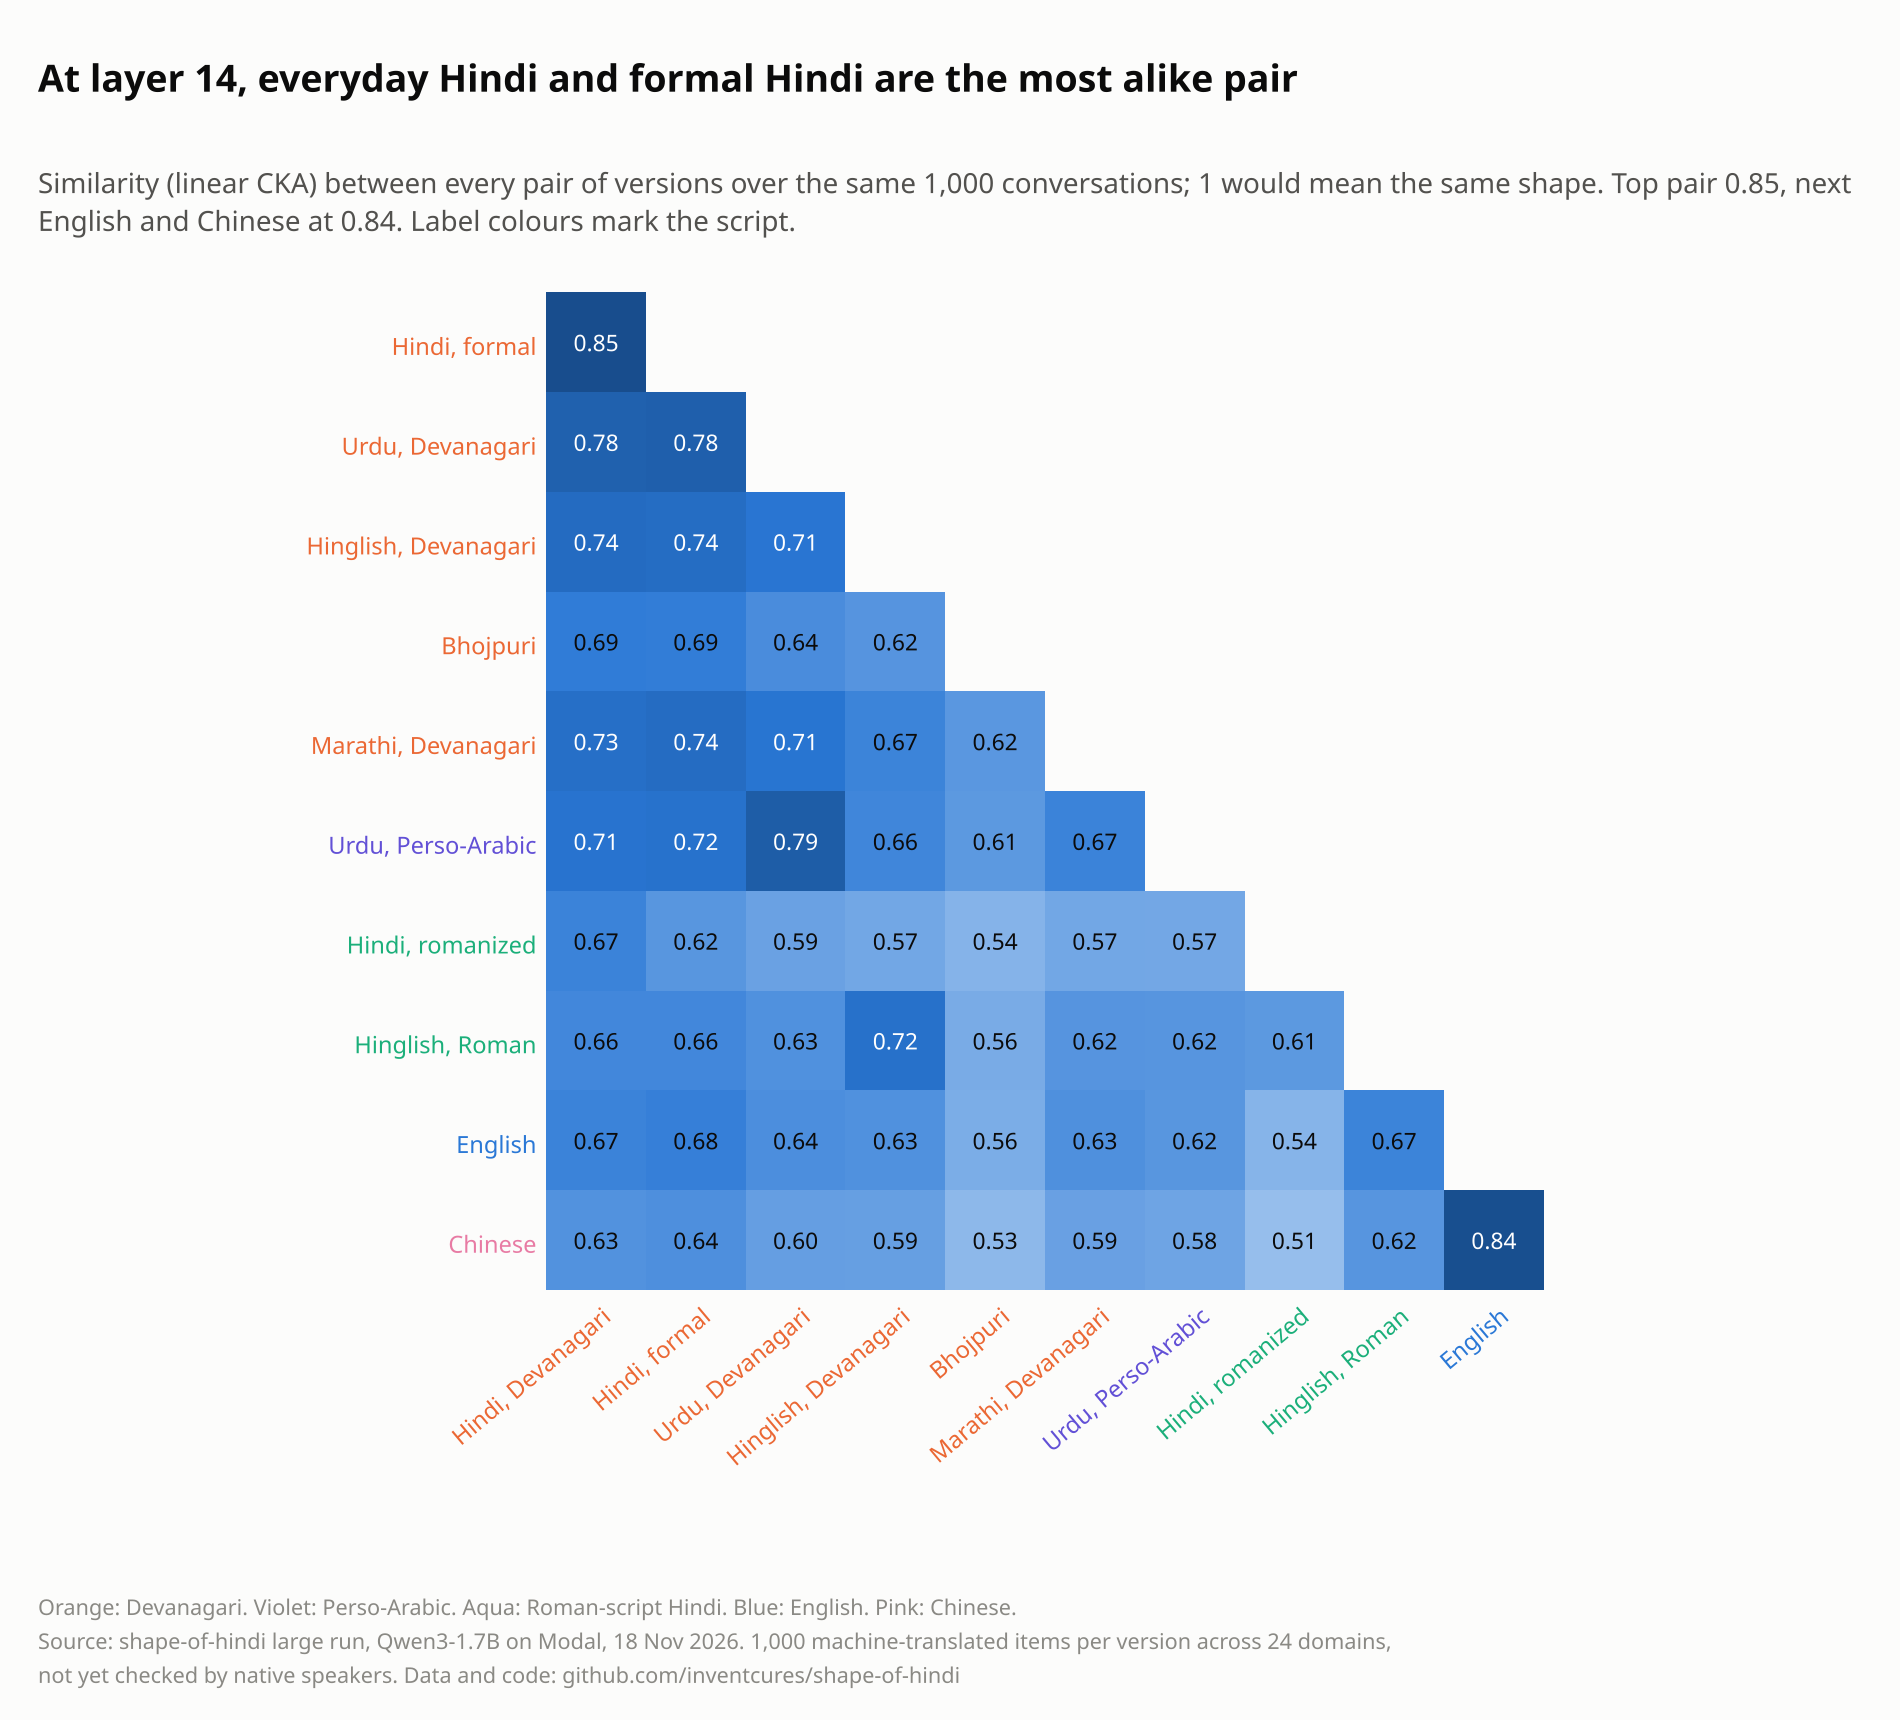 At layer 14, everyday Hindi and formal Hindi are the most alike pair
Similarity (linear CKA) between every pair of versions over the same 1,000 conversations; 1 would mean the same shape. Top pair 0.85, next
English and Chinese at 0.84. Label colours mark the script.
Hindi, formal 0.85
Urdu, Devanagari 0.78 0.78
Hinglish, Devanagari 0.74 0.74 0.71
Bhojpuri 0.69 0.69 0.64 0.62
Marathi, Devanagari 0.73 0.74 0.71 0.67 0.62
Urdu, Perso-Arabic 0.71 0.72 0.79 0.66 0.61 0.67
Hindi, romanized 0.67 0.62 0.59 0.57 0.54 0.57 0.57
Hinglish, Roman 0.66 0.66 0.63 0.72 0.56 0.62 0.62 0.61
English 0.67 0.68 0.64 0.63 0.56 0.63 0.62 0.54 0.67
Chinese 0.63 0.64 0.60 0.59 0.53 0.59 0.58 0.51 0.62 0.84
Hindi, Devanagari
Hindi, formal
Urdu, Devanagari
Hinglish, Devanagari
Bhojpuri
Marathi, Devanagari
Urdu, Perso-Arabic
Hindi, romanized
Hinglish, Roman
English
Orange: Devanagari. Violet: Perso-Arabic. Aqua: Roman-script Hindi. Blue: English. Pink: Chinese.
Source: shape-of-hindi large run, Qwen3-1.7B on Modal, 18 Nov 2026. 1,000 machine-translated items per version across 24 domains,
not yet checked by native speakers. Data and code: github.com/inventcures/shape-of-hindi